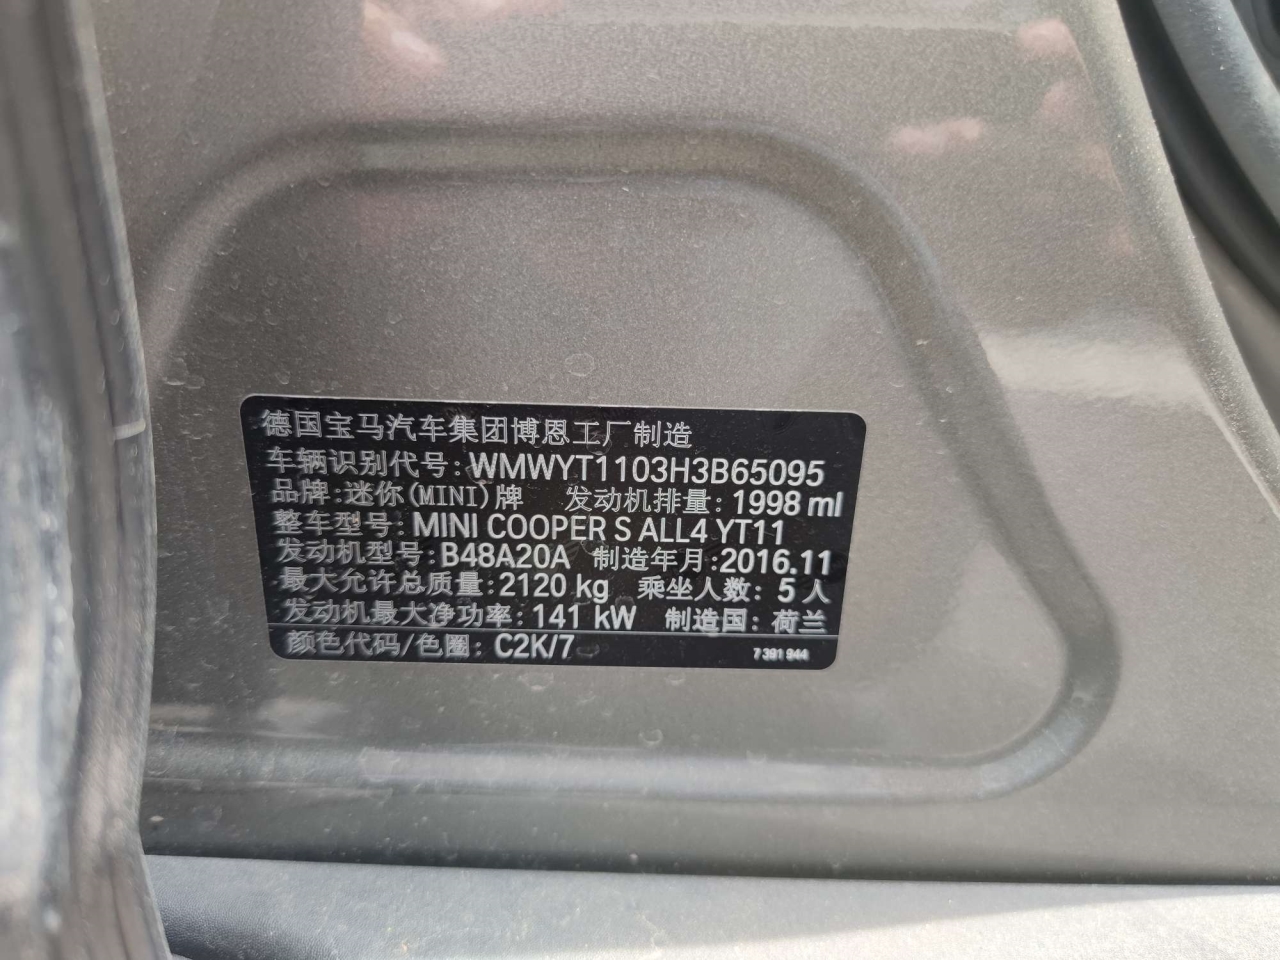 德国宝马汽车集团博恩工厂制造
车辆识别代号: WMWYT1103H3B65095
品牌:迷你(MINI)牌 发动机排量: 1998 ml
整车型号: MINI COOPER S ALL4 YT11
发动机型号: B48A20A 制造年月:2016.11
最大允许总质量:2120 kg 乘坐人数: 5 人
发动机最大净功率: 141 kW 制造国: 荷兰
颜色代码/色圈: C2K/7 7 391 944